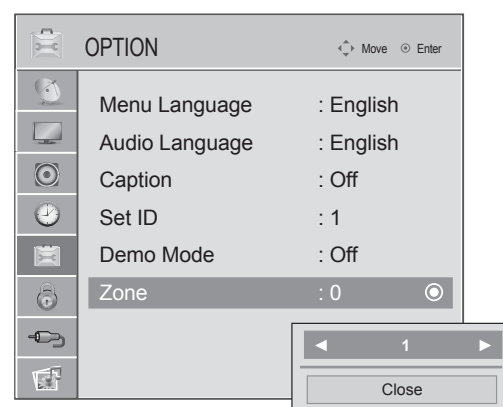 OPTION Move Enter
Menu Language : English
Audio Language : English
Caption : Off
Set ID : 1
Demo Mode : Off
Zone : 0
◄ 1 ►
Close